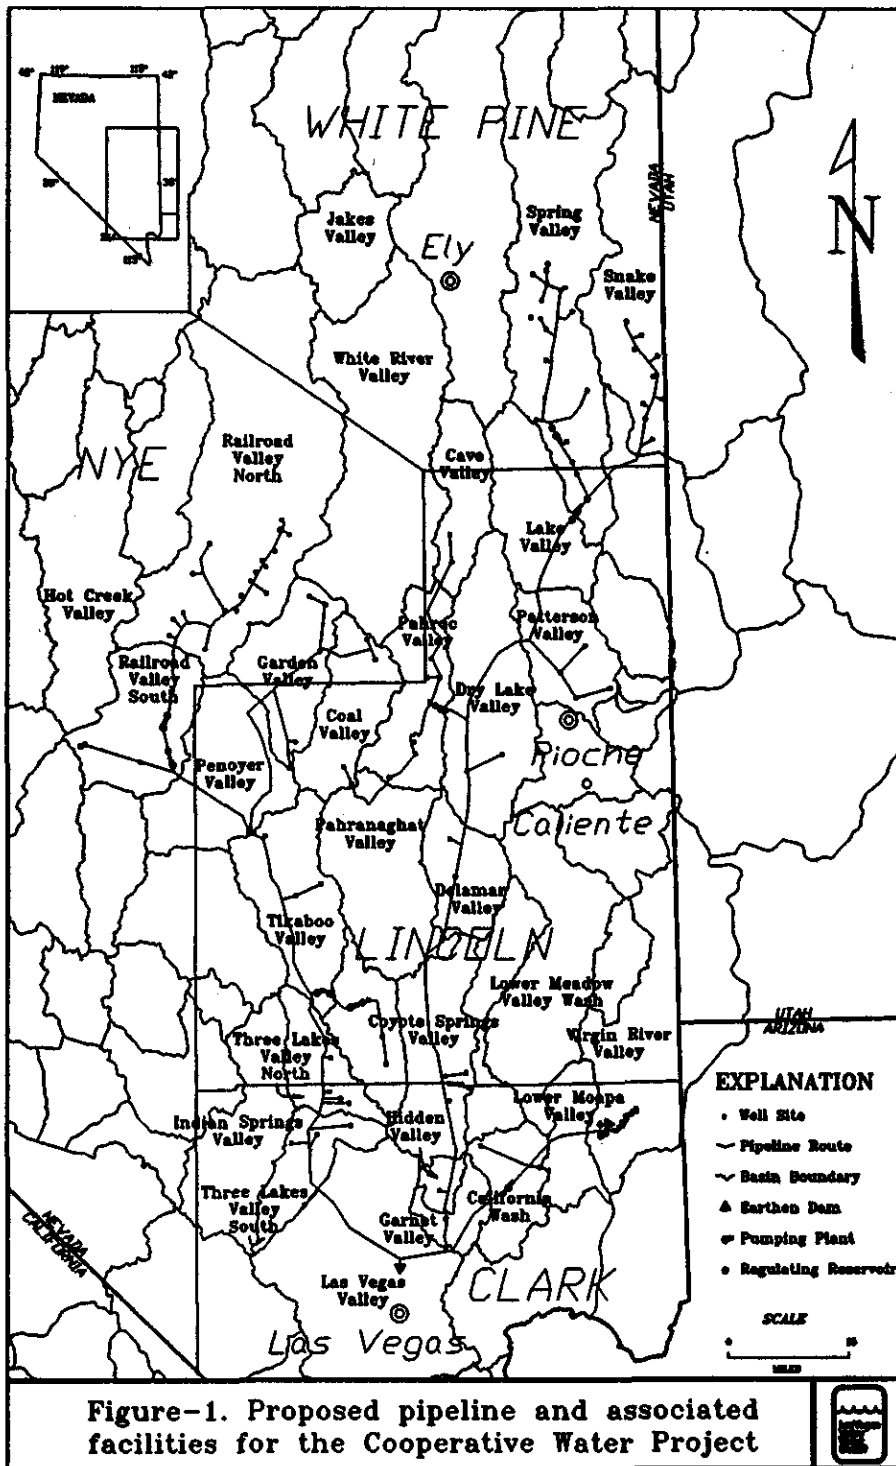 NEVADA
WHITE PINE
NEVADA
UTAH
N
Jakes
Valley
Ely
Spring
Valley
Snake
Valley
White River
Valley
NYE
Railroad
Valley
North
Cave
Valley
Lake
Valley
Hot Creek
Valley
Pahroc
Valley
Patterson
Valley
Railroad
Valley
South
Garden
Valley
Dry Lake
Valley
Coal
Valley
Penoyer
Valley
Pioche
Caliente
Pahranaghat
Valley
Delamar
Valley
Tikaboo
Valley
LINCOLN
Lower Meadow
Valley Wash
Coyote Springs
Valley
Virgin River
Valley
UTAH
ARIZONA
Three Lakes
Valley
North
Lower Moapa
Valley
Indian Springs
Valley
Hidden
Valley
Three Lakes
Valley
South
California
Wash
Garnet
Valley
NEVADA
CALIFORNIA
Las Vegas
Valley
CLARK
Las Vegas
EXPLANATION
Well Site
Pipeline Route
Basin Boundary
Earthen Dam
Pumping Plant
Regulating Reservoir
SCALE
MILES
Figure-1. Proposed pipeline and associated
facilities for the Cooperative Water Project